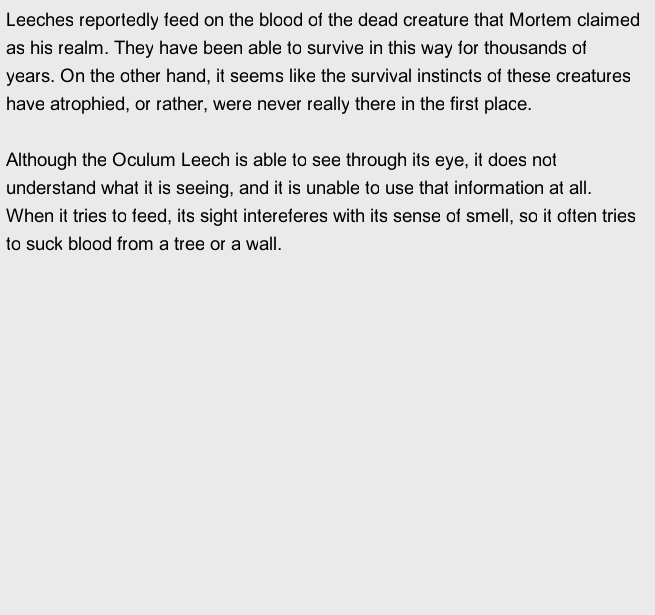 Leeches reportedly feed on the blood of the dead creature that Mortem claimed
as his realm. They have been able to survive in this way for thousands of
years. On the other hand, it seems like the survival instincts of these creatures
have atrophied, or rather, were never really there in the first place.

Although the Oculum Leech is able to see through its eye, it does not
understand what it is seeing, and it is unable to use that information at all.
When it tries to feed, its sight intereferes with its sense of smell, so it often tries
to suck blood from a tree or a wall.